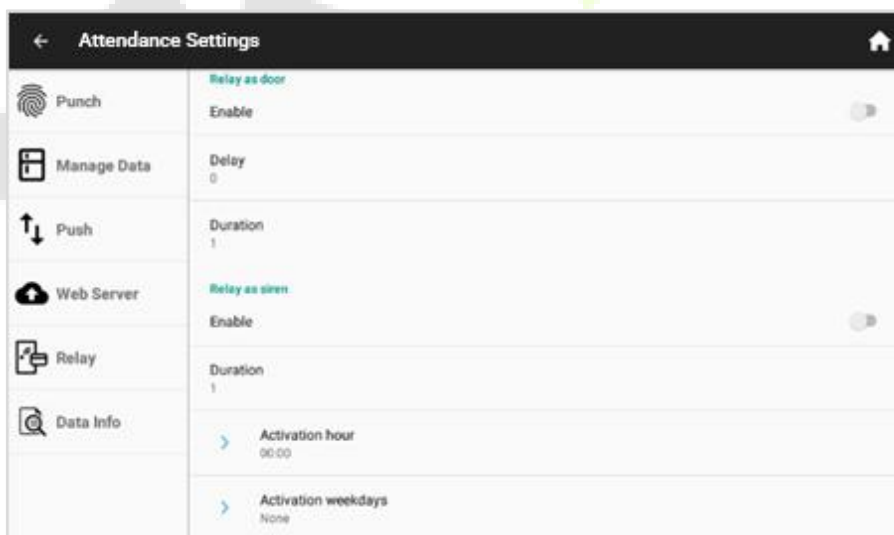 Attendance Settings
Punch
Manage Data
Push
Web Server
Relay
Data Info
Relay as door
Enable
Delay
0
Duration
1
Relay as siren
Enable
Duration
1
Activation hour
00:00
Activation weekdays
None